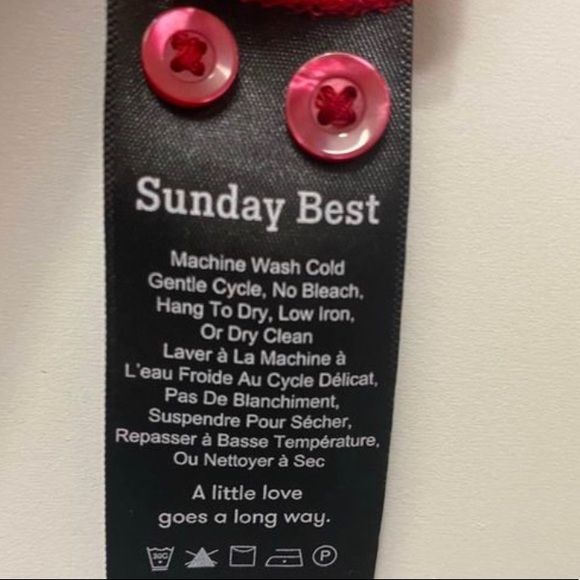 Sunday Best
Machine Wash Cold
Gentle Cycle, No Bleach,
Hang To Dry, Low Iron,
Or Dry Clean
Laver à La Machine à
L'eau Froide Au Cycle Délicat,
Pas De Blanchiment,
Suspendre Pour Sécher,
Repasser à Basse Température,
Ou Nettoyer à Sec
A little love
goes a long way.
30C P